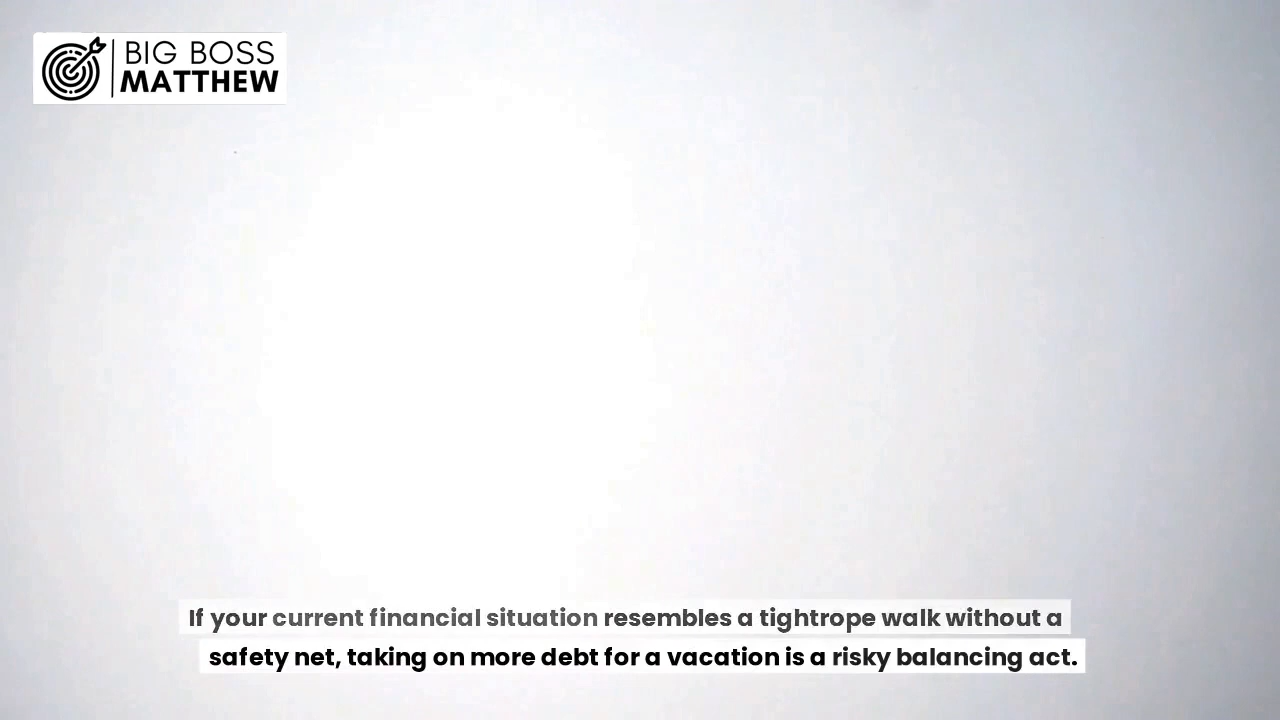 BIG BOSS
MATTHEW
If your current financial situation resembles a tightrope walk without a
safety net, taking on more debt for a vacation is a risky balancing act.